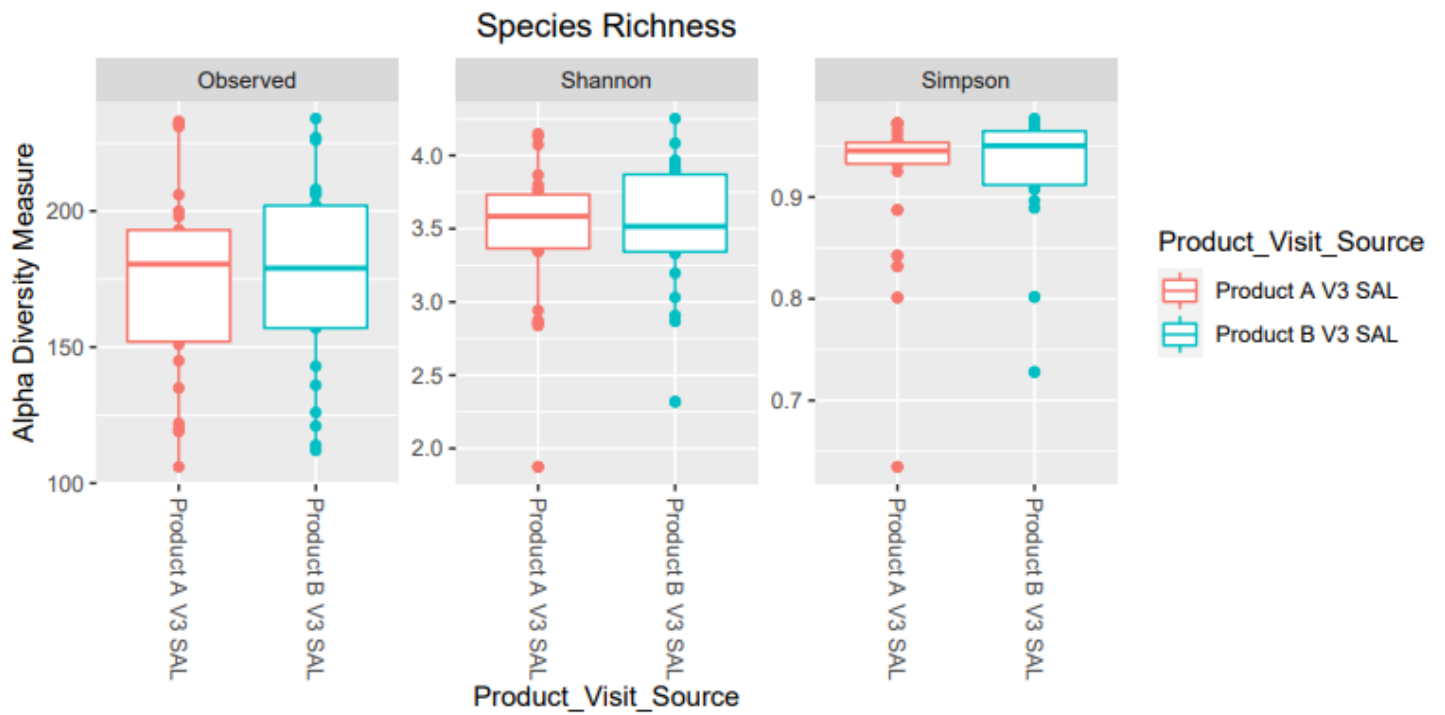 Species Richness
Observed
Shannon
Simpson
Alpha Diversity Measure
200
150
100
4.0
3.5
3.0
2.5
2.0
0.9
0.8
0.7
Product A V3 SAL
Product B V3 SAL
Product A V3 SAL
Product B V3 SAL
Product A V3 SAL
Product B V3 SAL
Product_Visit_Source
Product_Visit_Source
Product A V3 SAL
Product B V3 SAL